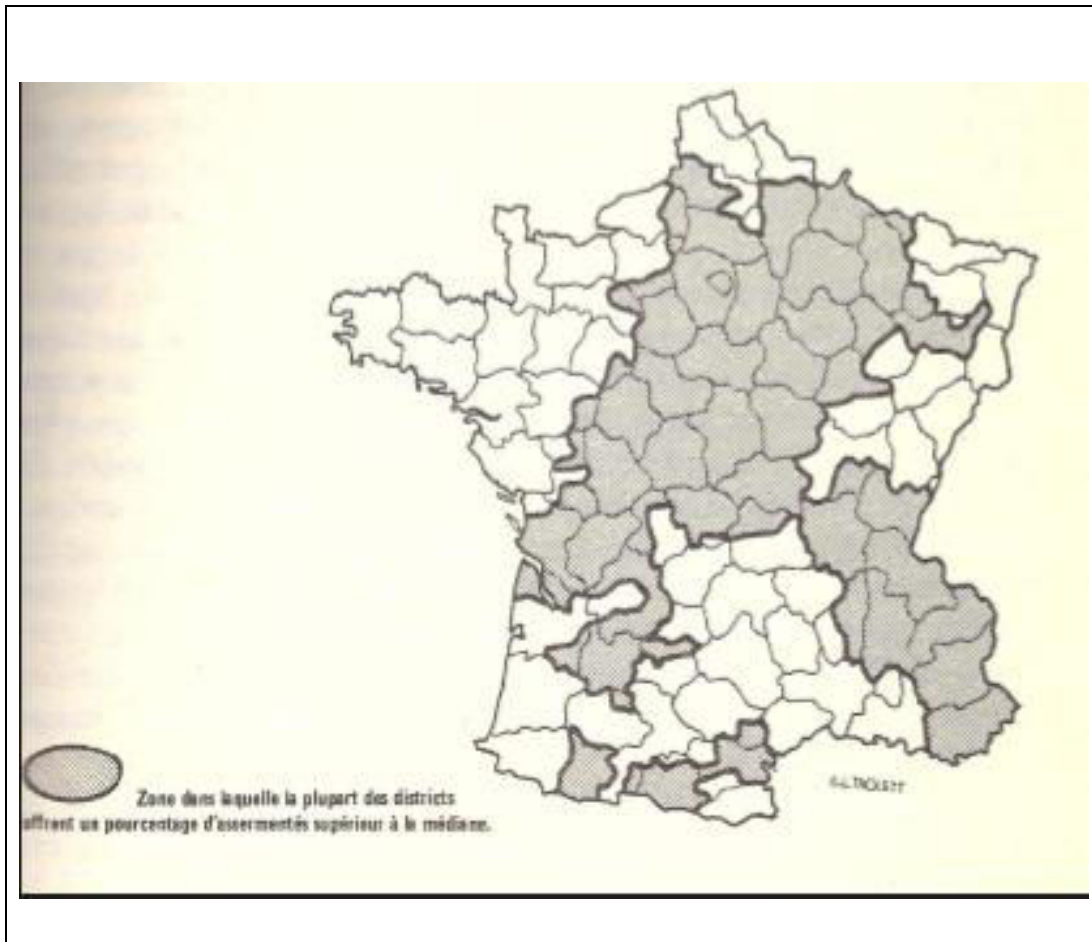 Zone dans laquelle la plupart des districts
offrent un pourcentage d'assermentés supérieur à la médiane.